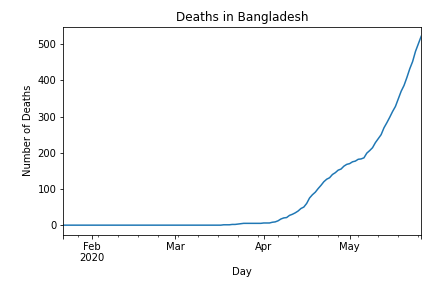 Deaths in Bangladesh
500
400
300
200
100
0
Number of Deaths
Feb
2020
Mar
Apr
May
Day